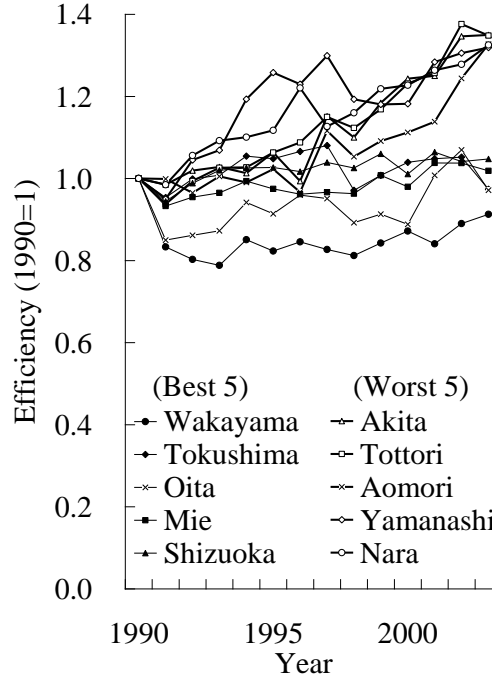 1.4
1.2
1.0
0.8
0.6
0.4
0.2
0.0
Efficiency (1990=1)
(Best 5) (Worst 5)
Wakayama Akita
Tokushima Tottori
Oita Aomori
Mie Yamanashi
Shizuoka Nara
1990 1995 2000
Year